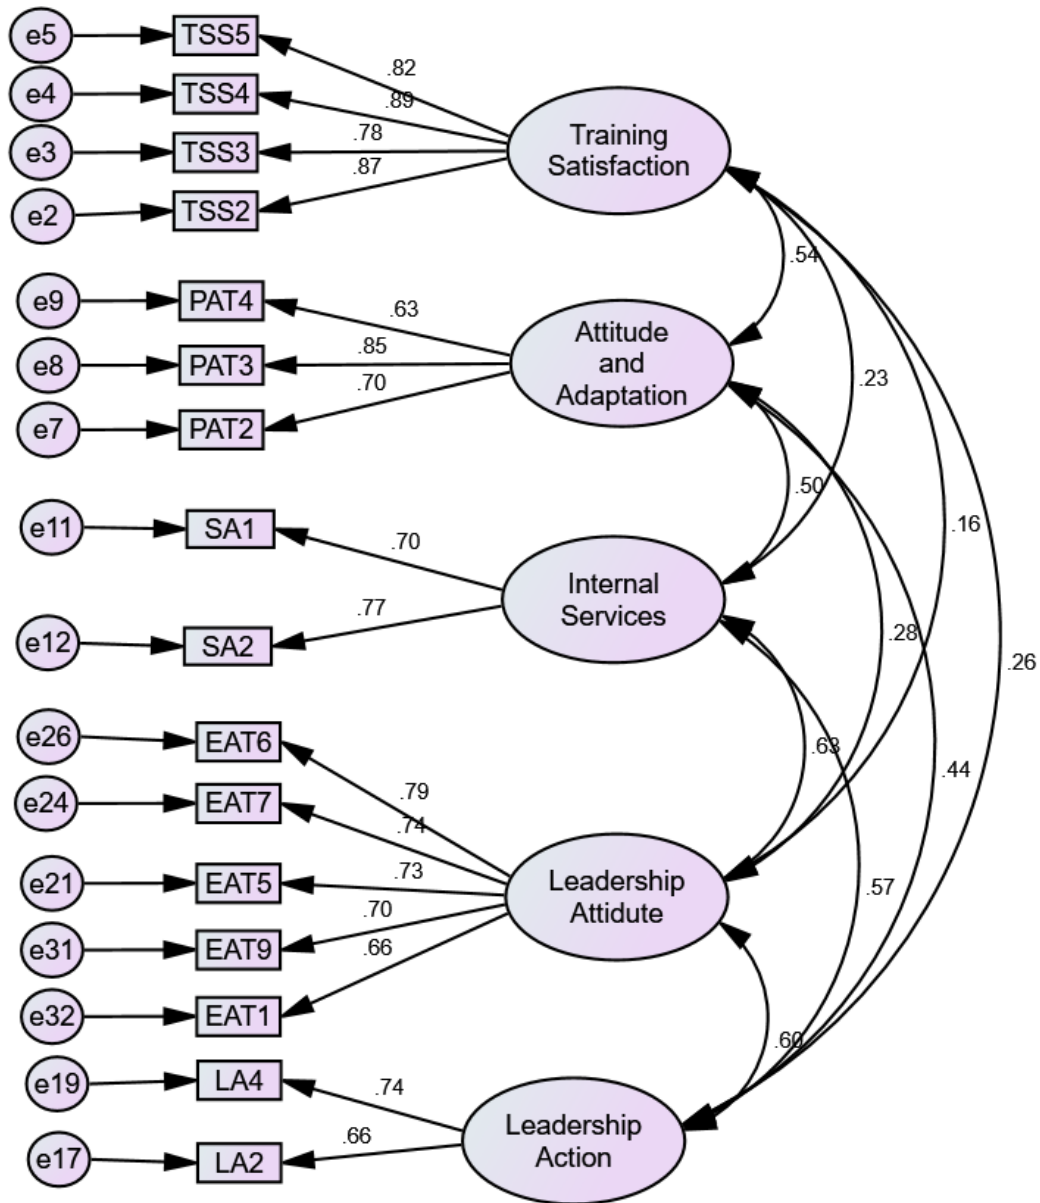 e5 TSS5
.82
e4 TSS4
.89
e3 TSS3
.78
e2 TSS2
.87
Training
Satisfaction
.54
e9 PAT4
.63
e8 PAT3
.85
e7 PAT2
.70
Attitude
and
Adaptation
.23
.50
e11 SA1
.70
.16
Internal
Services
e12 SA2
.77
.28
.26
e26 EAT6
.79
.63
.44
e24 EAT7
.74
e21 EAT5
.73
e31 EAT9
.70
e32 EAT1
.66
Leadership
Attidute
.57
.60
e19 LA4
.74
e17 LA2
.66
Leadership
Action